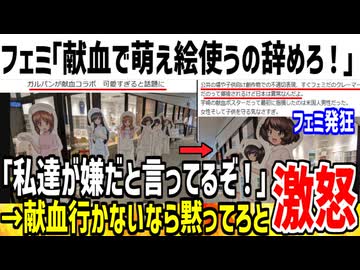 フェミ「献血で萌え絵使うの辞めろ！」
ガルパンが献血コラボ　可愛すぎると話題に
フェミ発狂
「私達が嫌だと言ってるぞ！」
→献血行かないなら黙ってろと激怒